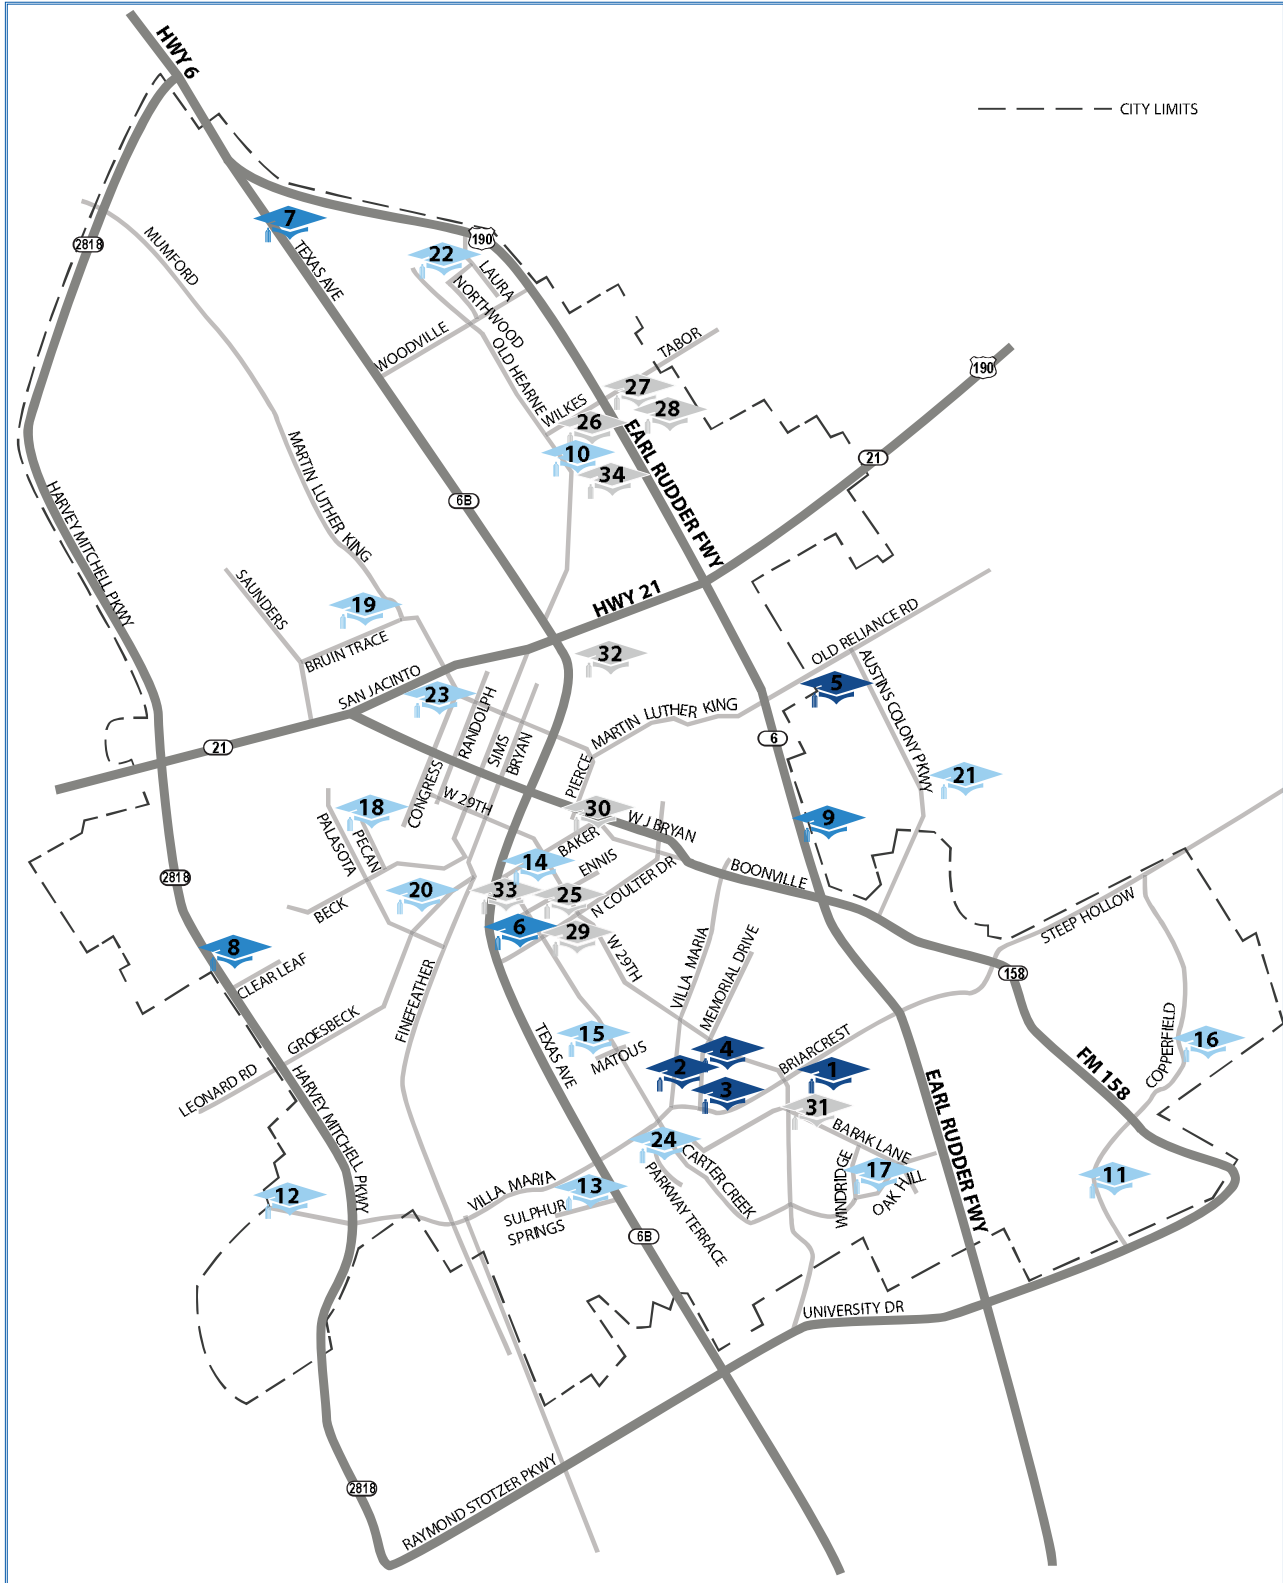 HWY 6
CITY LIMITS
7
190
2818
MUMFORD
TEXAS AVE
22
LAURA
NORTHWOOD
WOODVILLE
OLD HEARNE
TABOR
190
27
WILKES
28
26
EARL RUDDER FWY
10
34
21
MARTIN LUTHER KING
6B
HARVEY MITCHELL PKWY
SAUNDERS
19
HWY 21
BRUIN TRACE
OLD RELIANCE RD
32
SAN JACINTO
5
AUSTINS COLONY PKWY
23
RANDOLPH
SIMS
BRYAN
MARTIN LUTHER KING
21
6
PIERCE
CONGRESS
21
18
W 29TH
30
W J BRYAN
9
PALASOTA
PECAN
BAKER
14
ENNIS
BOONVILLE
2818
20
33
25
N COULTER DR
BECK
STEEP HOLLOW
6
29
8
W 29TH
CLEAR LEAF
VILLA MARIA
MEMORIAL DRIVE
158
FINEFEATHER
GROESBECK
15
TEXAS AVE
MATOUS
4
BRIARCREST
COPPERFIELD
16
2
1
3
FM 158
LEONARD RD
HARVEY MITCHELL PKWY
31
EARL RUDDER FWY
24
BARAK LANE
CARTER CREEK
WINDRIDGE
17
OAK HILL
11
12
VILLA MARIA
13
PARKWAY TERRACE
SULPHUR
SPRINGS
6B
UNIVERSITY DR
2818
RAYMOND STOTZER PKWY